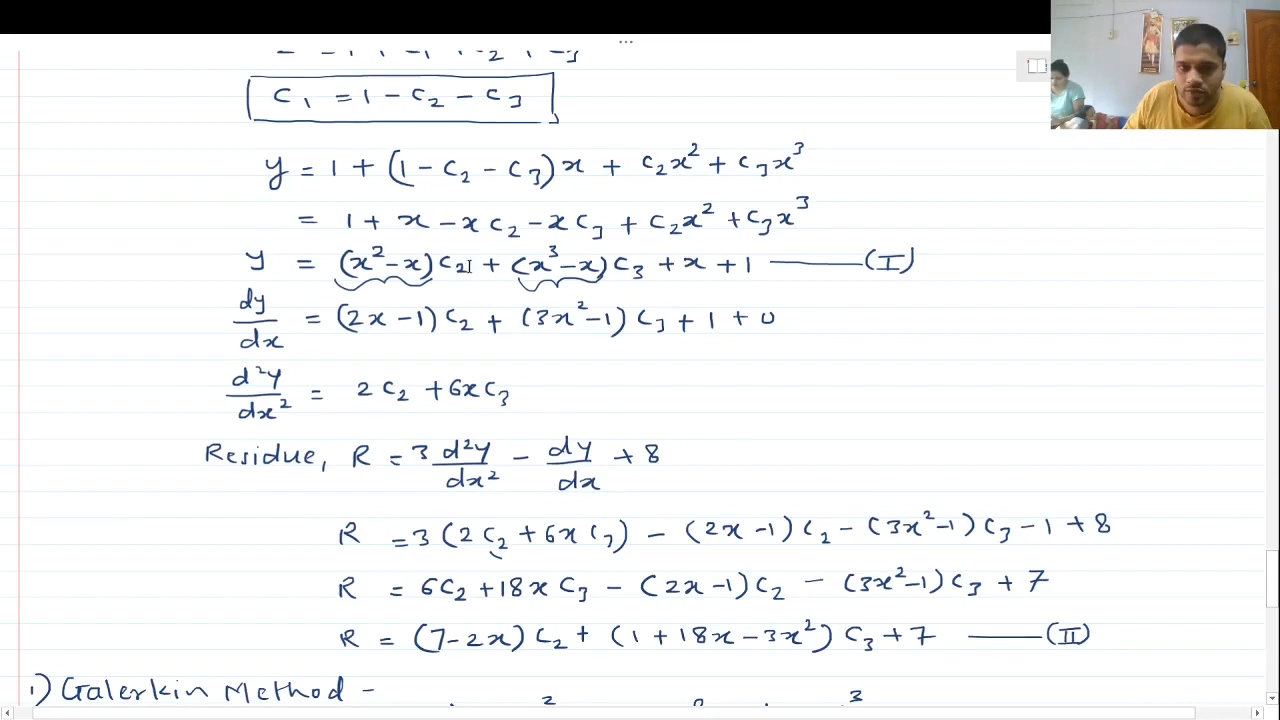 C₁ = 1 - C₂ - C₃
y = 1 + (1 - C₂ - C₃)x + C₂x² + C₃x³
= 1 + x - xC₂ - xC₃ + C₂x² + C₃x³
y = (x² - x)C₂ + (x³ - x)C₃ + x + 1 ——— (I)
dy/dx = (2x - 1)C₂ + (3x² - 1)C₃ + 1 + 0
d²y/dx² = 2C₂ + 6xC₃
Residue, R = 3 d²y/dx² - dy/dx + 8
R = 3(2C₂ + 6xC₃) - (2x - 1)C₂ - (3x² - 1)C₃ - 1 + 8
R = 6C₂ + 18xC₃ - (2x - 1)C₂ - (3x² - 1)C₃ + 7
R = (7 - 2x)C₂ + (1 + 18x - 3x²)C₃ + 7 ——— (II)
1) Galerkin Method -